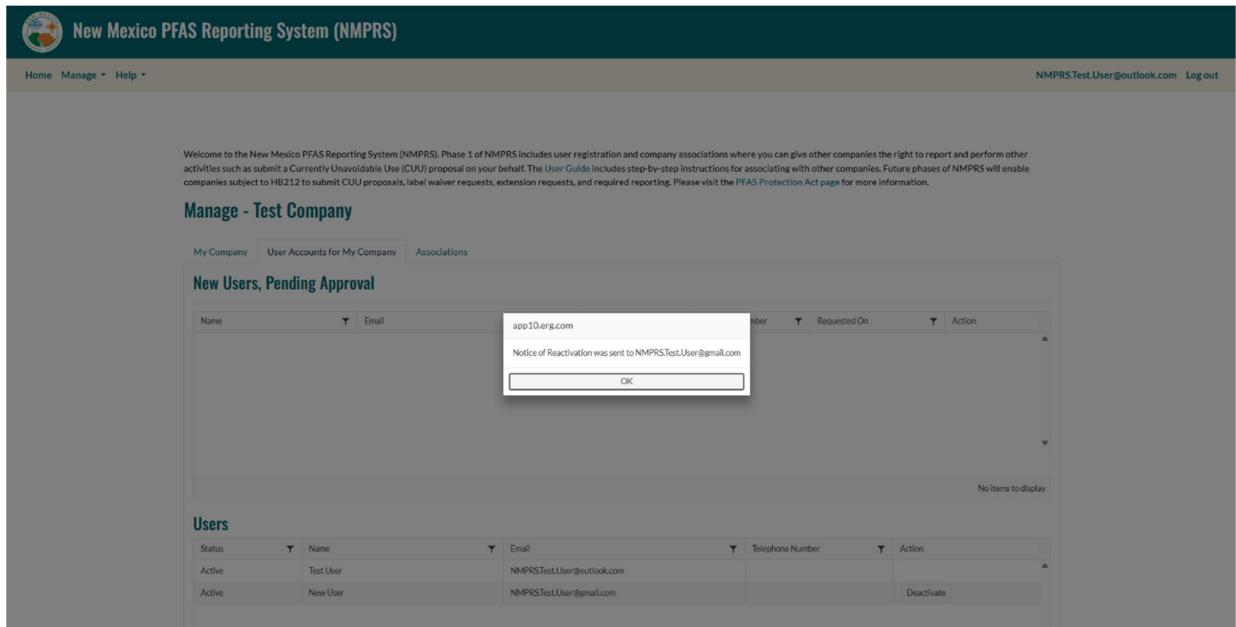 New Mexico PFAS Reporting System (NMPRS)
Home Manage Help NMPRS.Test.User@outlook.com Log out
Welcome to the New Mexico PFAS Reporting System (NMPRS). Phase 1 of NMPRS includes user registration and company associations where you can give other companies the right to report and perform other
activities such as submit a Currently Unavoidable Use (CUU) proposal on your behalf. The User Guide includes step-by-step instructions for associating with other companies. Future phases of NMPRS will enable
companies subject to HB212 to submit CUU proposals, label waiver requests, extension requests, and required reporting. Please visit the PFAS Protection Act page for more information.
Manage - Test Company
My Company User Accounts for My Company Associations
New Users, Pending Approval
Name Email mber Requested On Action
app10.erg.com
Notice of Reactivation was sent to NMPRS.Test.User@gmail.com
OK
No items to display
Users
Status Name Email Telephone Number Action
Active Test User NMPRS.Test.User@outlook.com
Active New User NMPRS.Test.User@gmail.com Deactivate